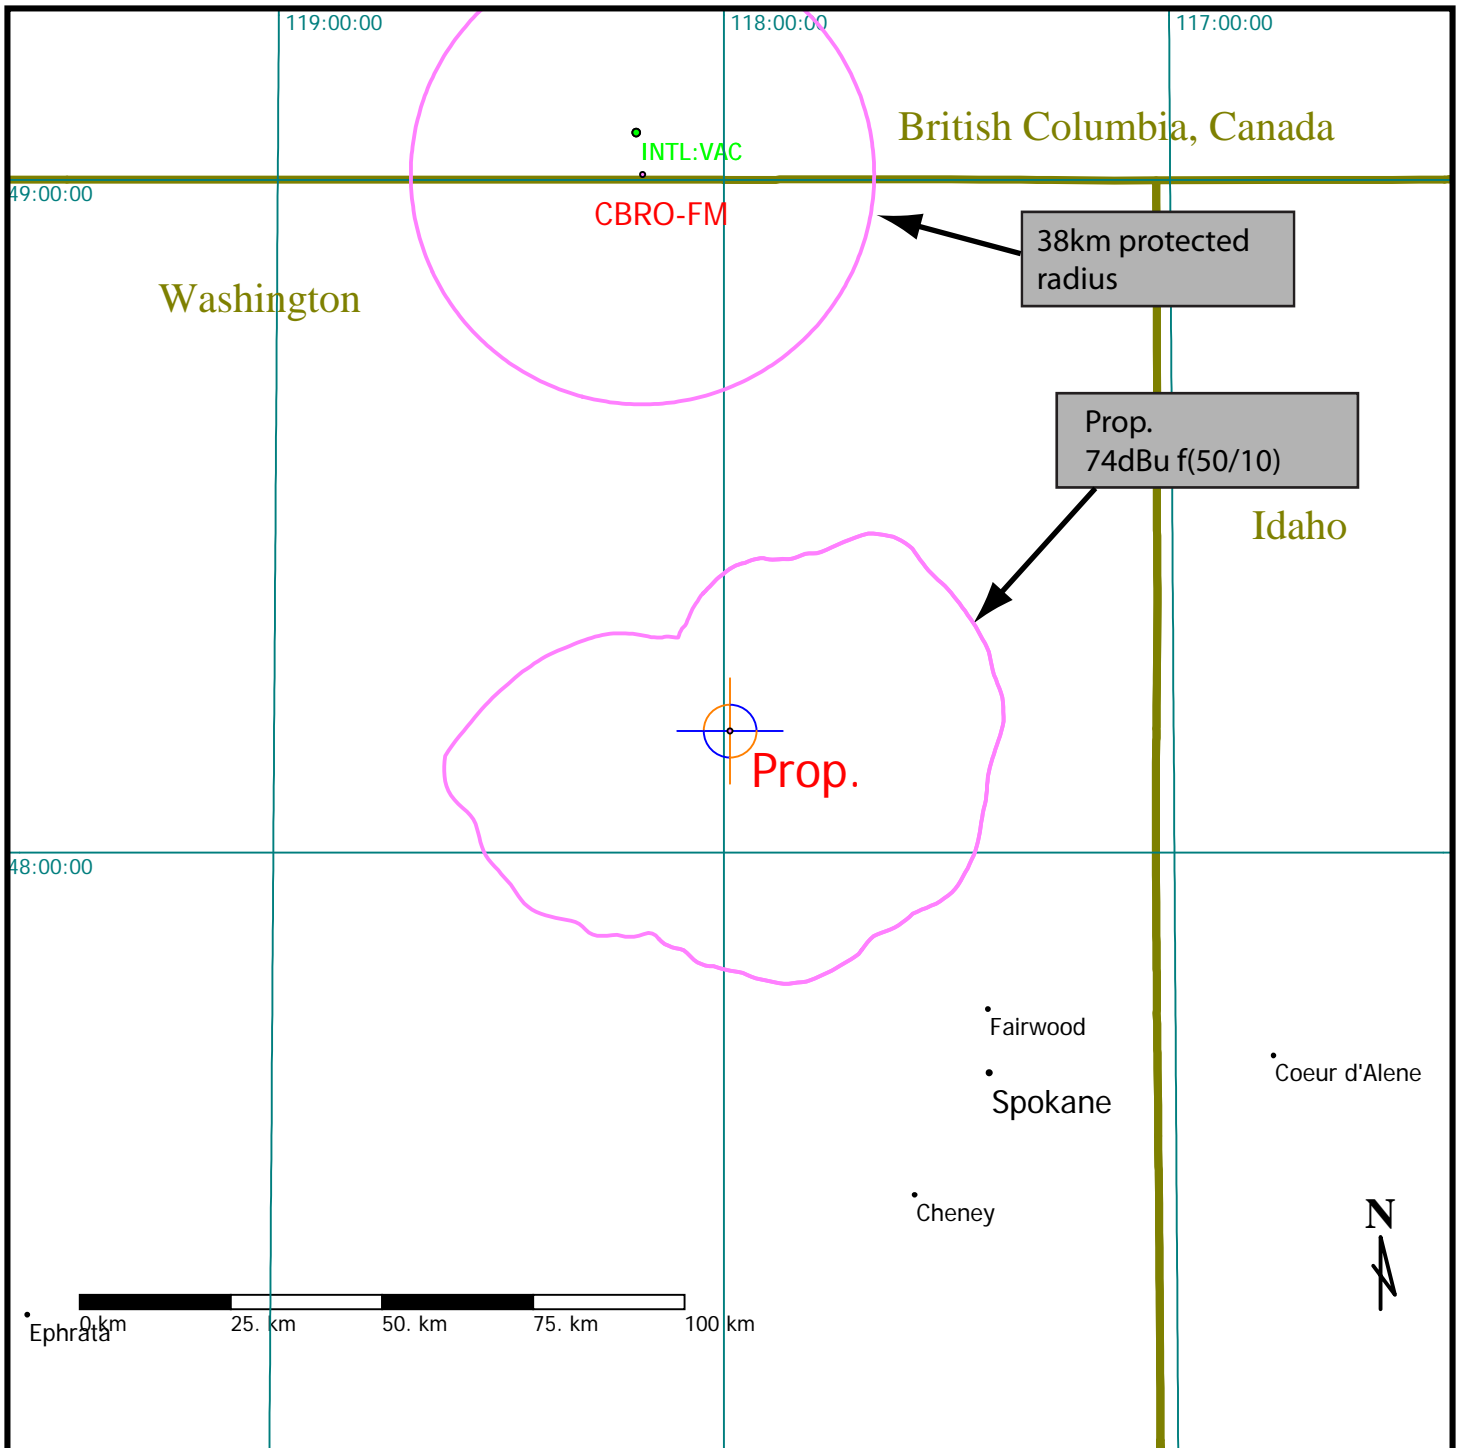 119:00:00
118:00:00
117:00:00
British Columbia, Canada
INTL:VAC
49:00:00
CBRO-FM
38km protected
radius
Washington
Prop.
74dBu f(50/10)
Idaho
Prop.
48:00:00
Fairwood
Coeur d'Alene
Spokane
Cheney
N
Ephrata
0 km
25. km
50. km
75. km
100 km